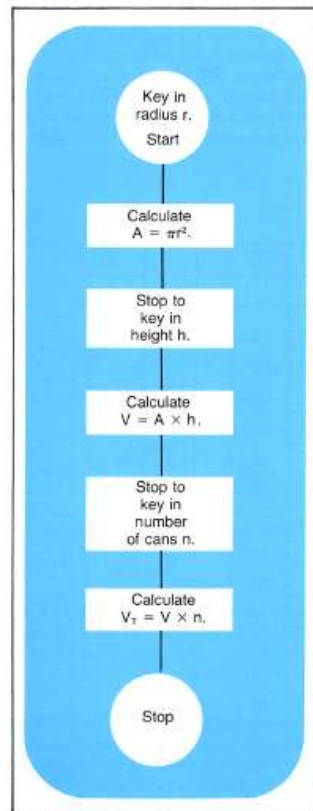 Key in
radius r.
Start
Calculate
A = πr².
Stop to
key in
height h.
Calculate
V = A × h.
Stop to
key in
number
of cans n.
Calculate
V_T = V × n.
Stop